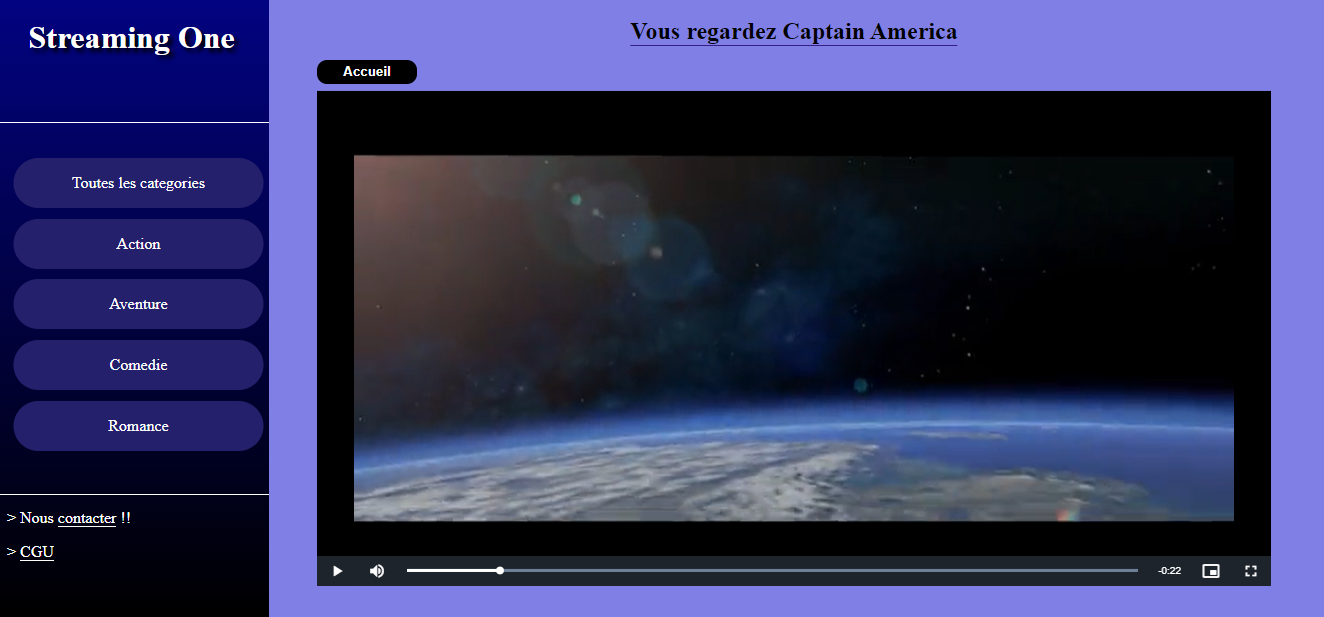 Streaming One
Toutes les categories
Action
Aventure
Comedie
Romance
> Nous contacter !!
> CGU
Vous regardez Captain America
Accueil
-0:22